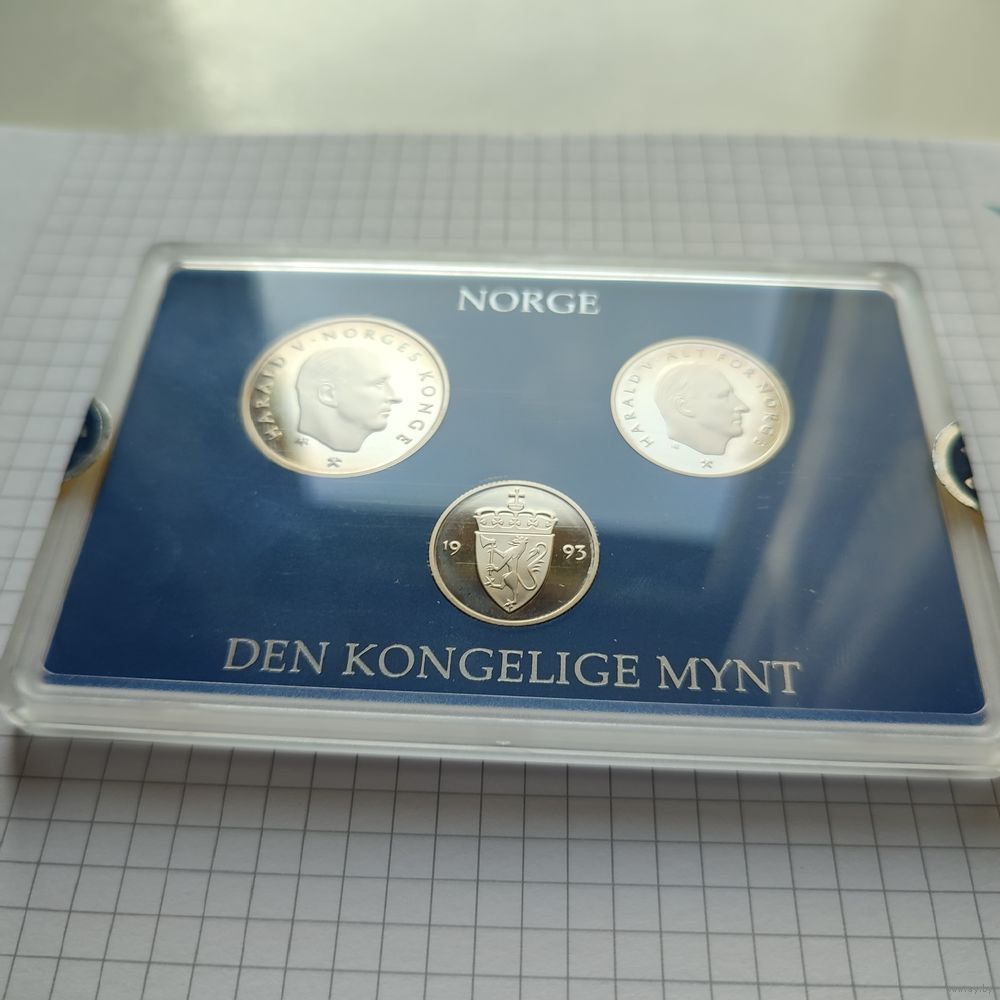 NORGE
HARALD V · NORGES KONGE
HARALD V ALT FOR NORGE
19 93
DEN KONGELIGE MYNT